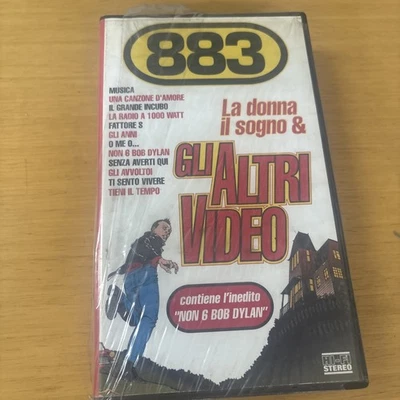 883
MUSICA
UNA CANZONE D'AMORE
IL GRANDE INCUBO
LA RADIO A 1000 WATT
FATTORE S
GLI ANNI
O ME O...
NON 6 BOB DYLAN
SENZA AVERTI QUI
GLI AVVOLTOI
TI SENTO VIVERE
TIENI IL TEMPO
La donna
il sogno &
GLI ALTRI
VIDEO
contiene l'inedito
"NON 6 BOB DYLAN"
HI-FI
STEREO